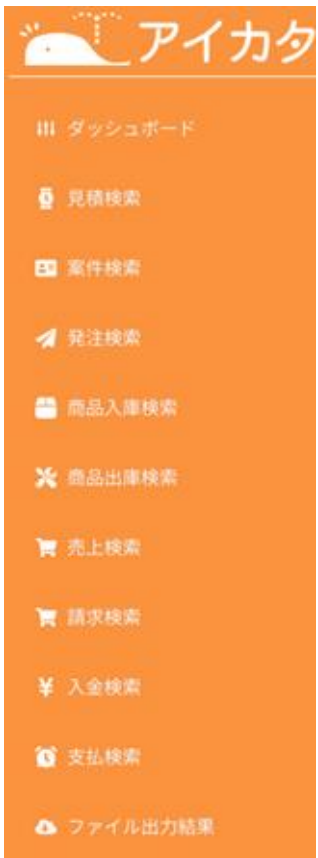 アイカタ
ダッシュボード
見積検索
案件検索
発注検索
商品入庫検索
商品出庫検索
売上検索
請求検索
入金検索
支払検索
ファイル出力結果